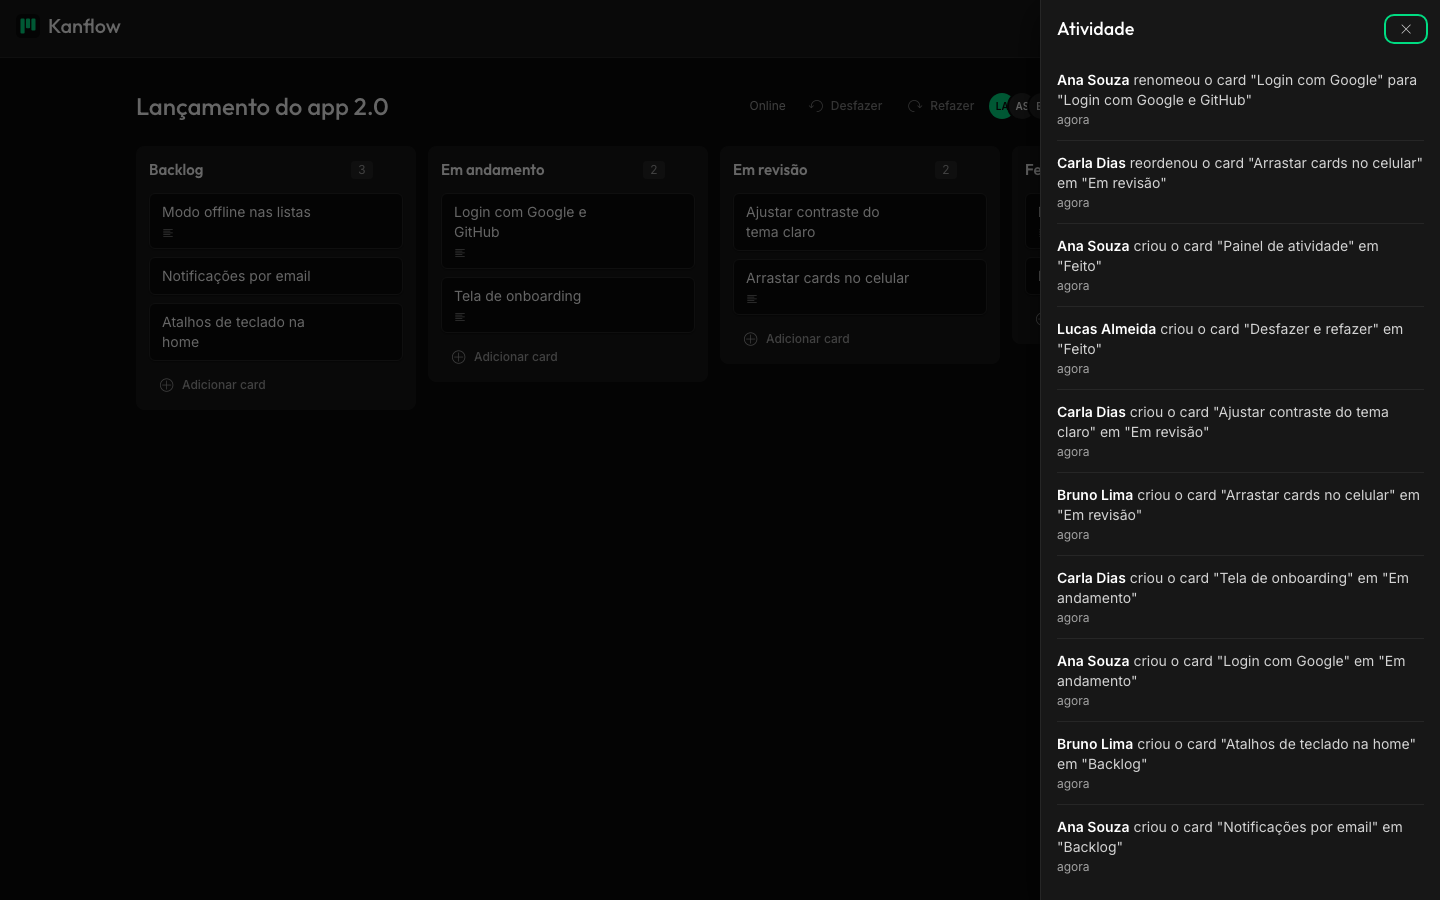 Kanflow
Lançamento do app 2.0
Online
Desfazer
Refazer
LA
AS
Backlog
3
Modo offline nas listas
Notificações por email
Atalhos de teclado na
home
Adicionar card
Em andamento
2
Login com Google e
GitHub
Tela de onboarding
Adicionar card
Em revisão
2
Ajustar contraste do
tema claro
Arrastar cards no celular
Adicionar card
Fe
Atividade
Ana Souza renomeou o card "Login com Google" para
"Login com Google e GitHub"
agora
Carla Dias reordenou o card "Arrastar cards no celular"
em "Em revisão"
agora
Ana Souza criou o card "Painel de atividade" em
"Feito"
agora
Lucas Almeida criou o card "Desfazer e refazer" em
"Feito"
agora
Carla Dias criou o card "Ajustar contraste do tema
claro" em "Em revisão"
agora
Bruno Lima criou o card "Arrastar cards no celular" em
"Em revisão"
agora
Carla Dias criou o card "Tela de onboarding" em "Em
andamento"
agora
Ana Souza criou o card "Login com Google" em "Em
andamento"
agora
Bruno Lima criou o card "Atalhos de teclado na home"
em "Backlog"
agora
Ana Souza criou o card "Notificações por email" em
"Backlog"
agora